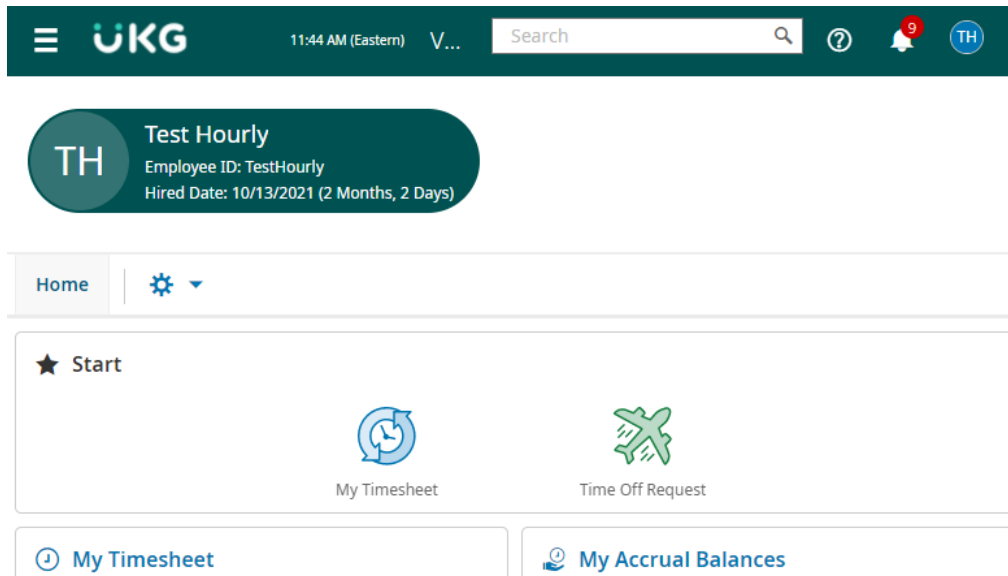 UKG 11:44 AM (Eastern) V... Search 9 TH
TH
Test Hourly
Employee ID: TestHourly
Hired Date: 10/13/2021 (2 Months, 2 Days)
Home
Start
My Timesheet Time Off Request
My Timesheet My Accrual Balances